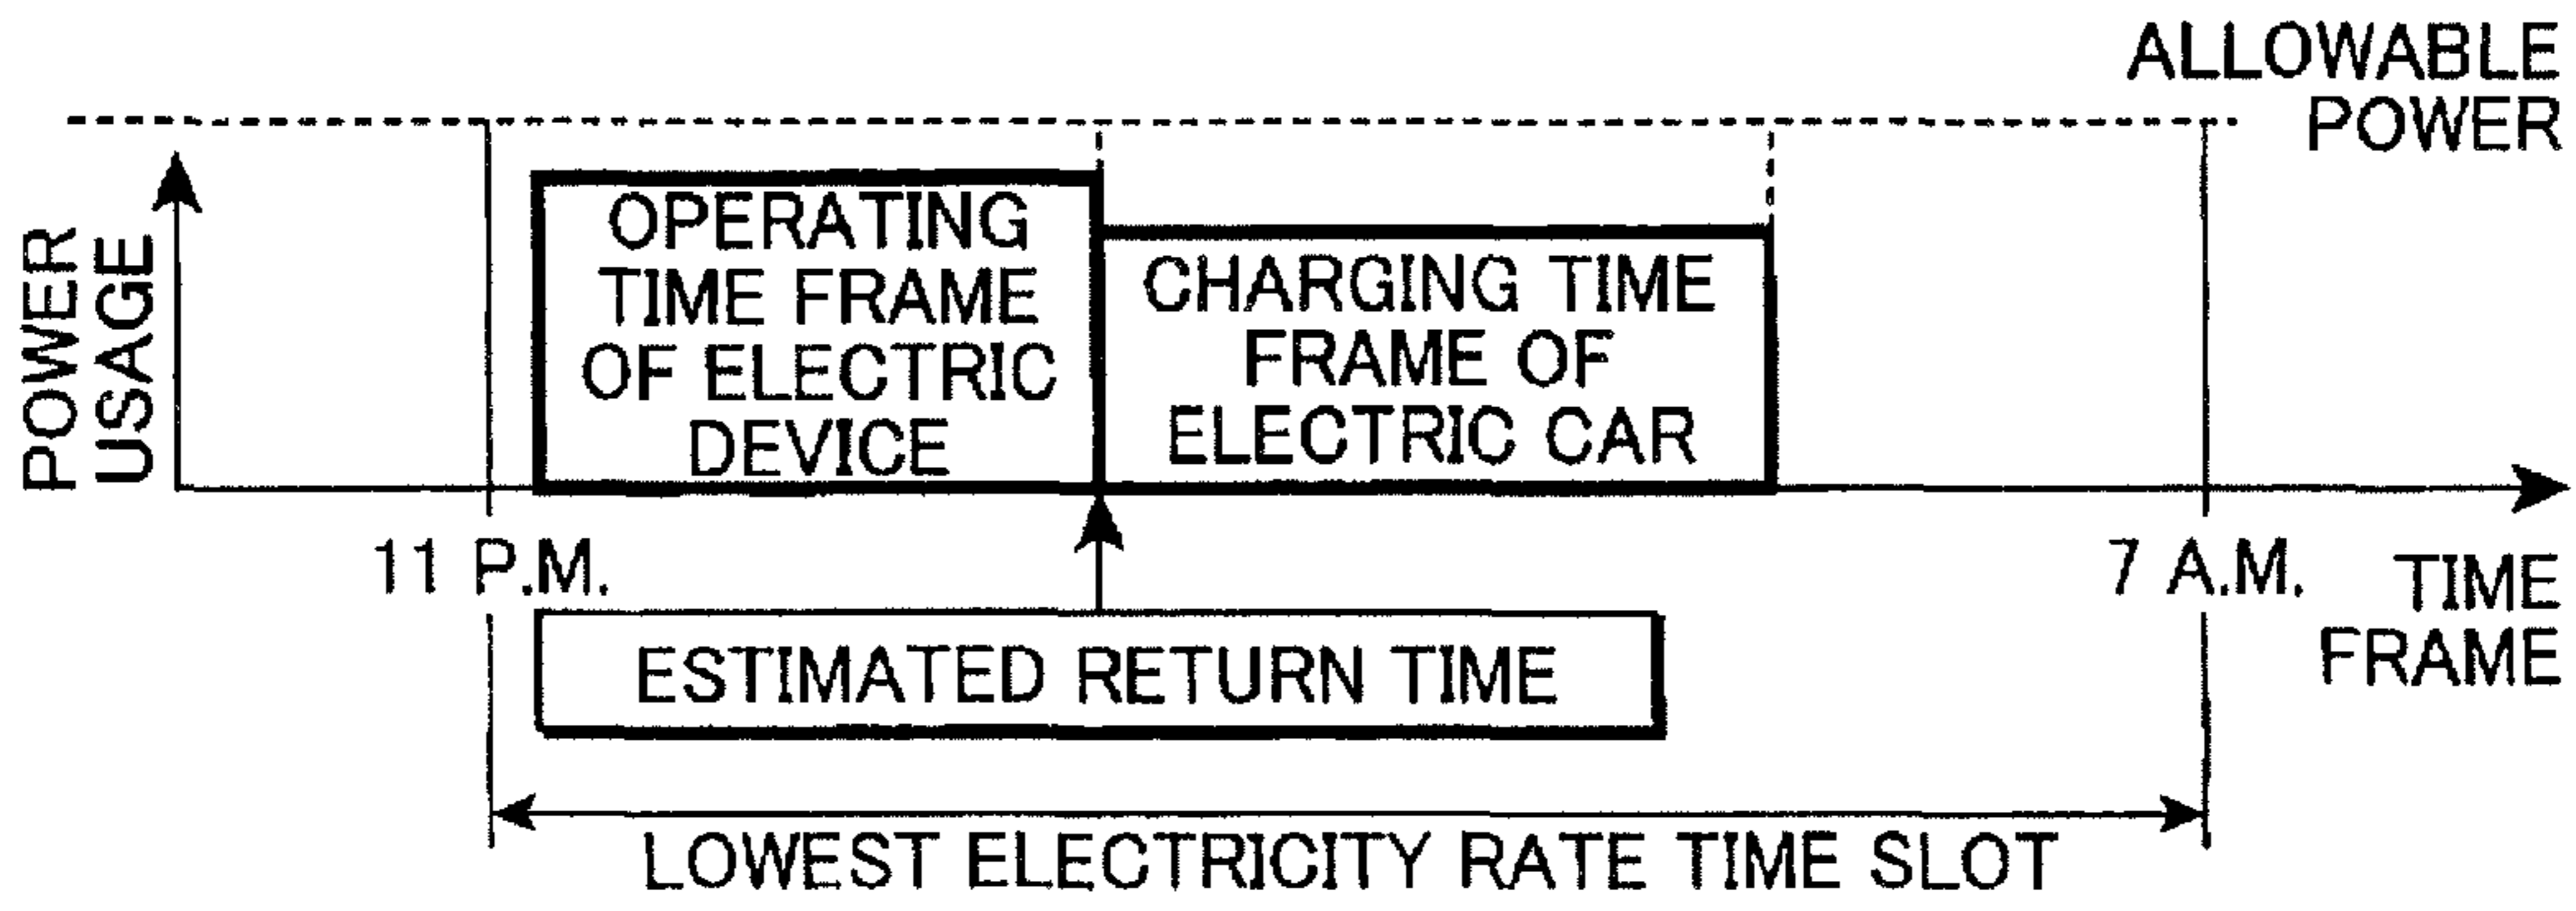 ALLOWABLE
POWER
POWER
USAGE
OPERATING
TIME FRAME
OF ELECTRIC
DEVICE
CHARGING TIME
FRAME OF
ELECTRIC CAR
11 P.M.
7 A.M.
TIME
FRAME
ESTIMATED RETURN TIME
LOWEST ELECTRICITY RATE TIME SLOT